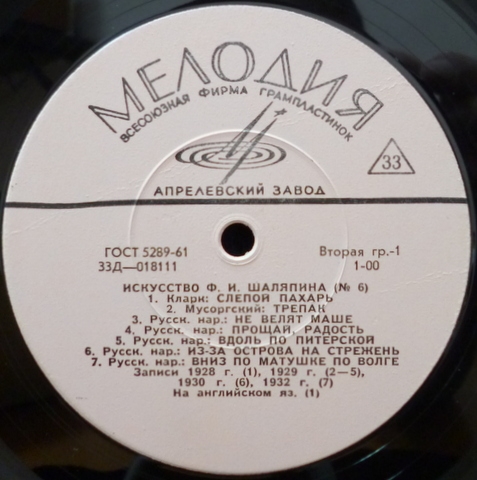 МЕЛОДИЯ
ВСЕСОЮЗНАЯ ФИРМА ГРАМПЛАСТИНОК
33
АПРЕЛЕВСКИЙ ЗАВОД
ГОСТ 5289-61
33Д—018111
Вторая гр.-1
1-00
ИСКУССТВО Ф. И. ШАЛЯПИНА (№ 6)
1. Кларк: СЛЕПОЙ ПАХАРЬ
2. Мусоргский: ТРЕПАК
3. Русск. нар.: НЕ ВЕЛЯТ МАШЕ
4. Русск. нар.: ПРОЩАЙ, РАДОСТЬ
5. Русск. нар.: ВДОЛЬ ПО ПИТЕРСКОЙ
6. Русск. нар.: ИЗ-ЗА ОСТРОВА НА СТРЕЖЕНЬ
7. Русск. нар.: ВНИЗ ПО МАТУШКЕ ПО ВОЛГЕ
Записи 1928 г. (1), 1929 г. (2—5),
1930 г. (6), 1932 г. (7)
На английском яз. (1)